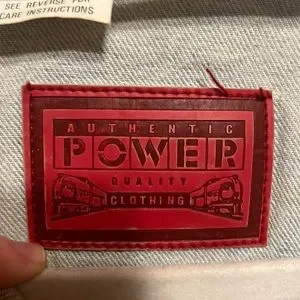 SEE REVERSE FOR
CARE INSTRUCTIONS
AUTHENTIC
POWER
QUALITY
CLOTHING